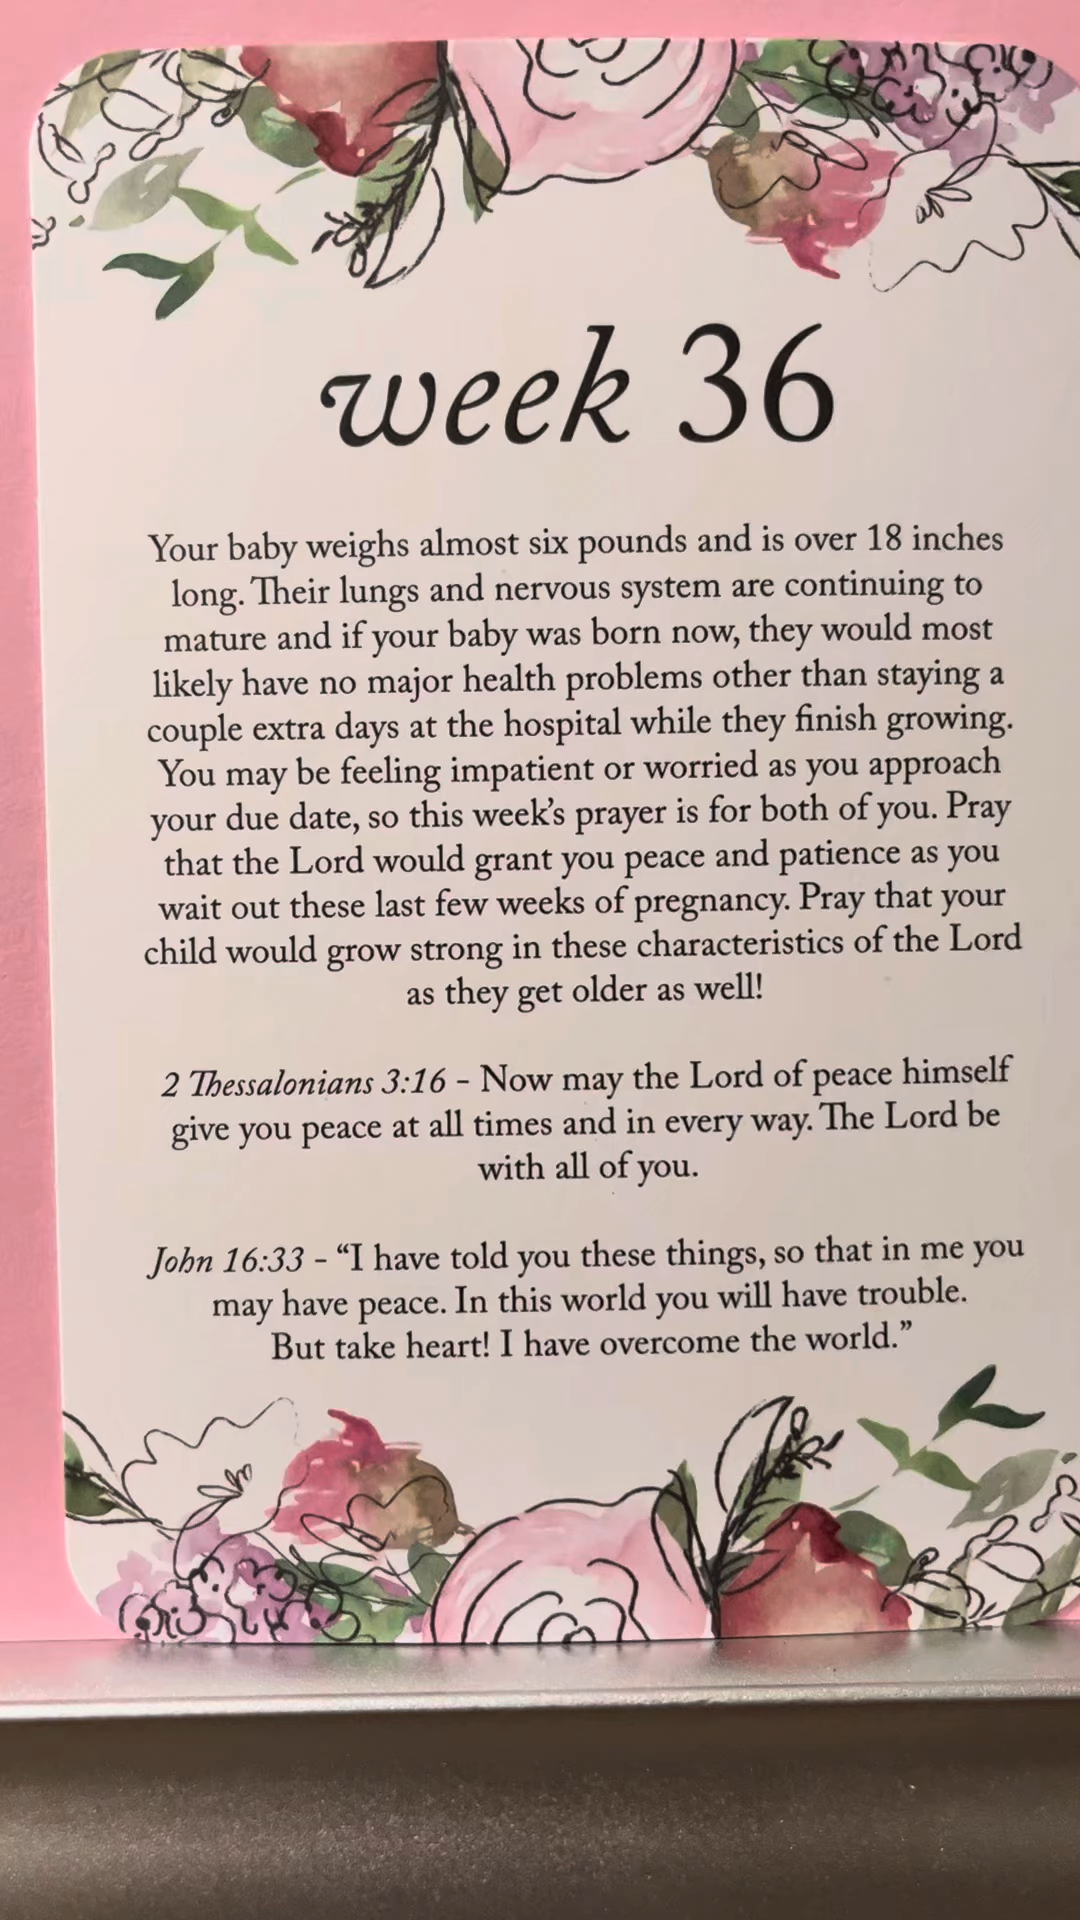 week 36
Your baby weighs almost six pounds and is over 18 inches
long. Their lungs and nervous system are continuing to
mature and if your baby was born now, they would most
likely have no major health problems other than staying a
couple extra days at the hospital while they finish growing.
You may be feeling impatient or worried as you approach
your due date, so this week’s prayer is for both of you. Pray
that the Lord would grant you peace and patience as you
wait out these last few weeks of pregnancy. Pray that your
child would grow strong in these characteristics of the Lord
as they get older as well!
2 Thessalonians 3:16 - Now may the Lord of peace himself
give you peace at all times and in every way. The Lord be
with all of you.
John 16:33 - “I have told you these things, so that in me you
may have peace. In this world you will have trouble.
But take heart! I have overcome the world.”